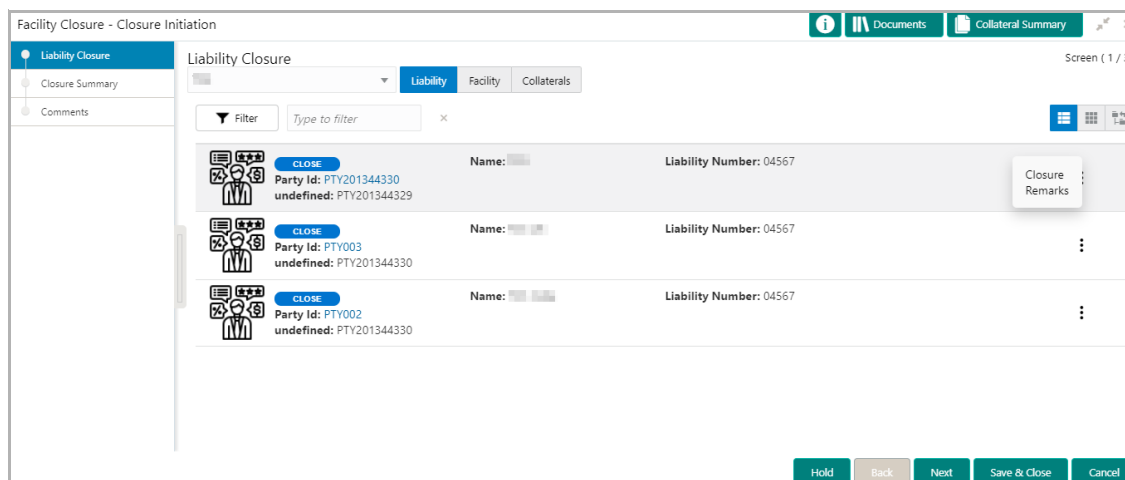 Facility Closure - Closure Initiation
i Documents Collateral Summary
Liability Closure
Closure Summary
Comments
Liability Closure
Screen ( 1 /
Liability Facility Collaterals
Filter Type to filter ×
CLOSE
Name: Liability Number: 04567
Party Id: PTY201344330
undefined: PTY201344329
Closure
Remarks
CLOSE
Name: Liability Number: 04567
Party Id: PTY003
undefined: PTY201344330
CLOSE
Name: Liability Number: 04567
Party Id: PTY002
undefined: PTY201344330
Hold Back Next Save & Close Cancel